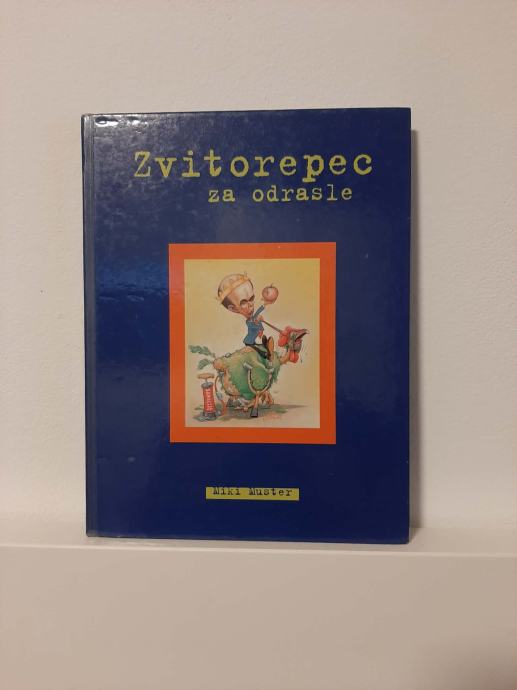 Zvitorepec
za odrasle
Miki Muster